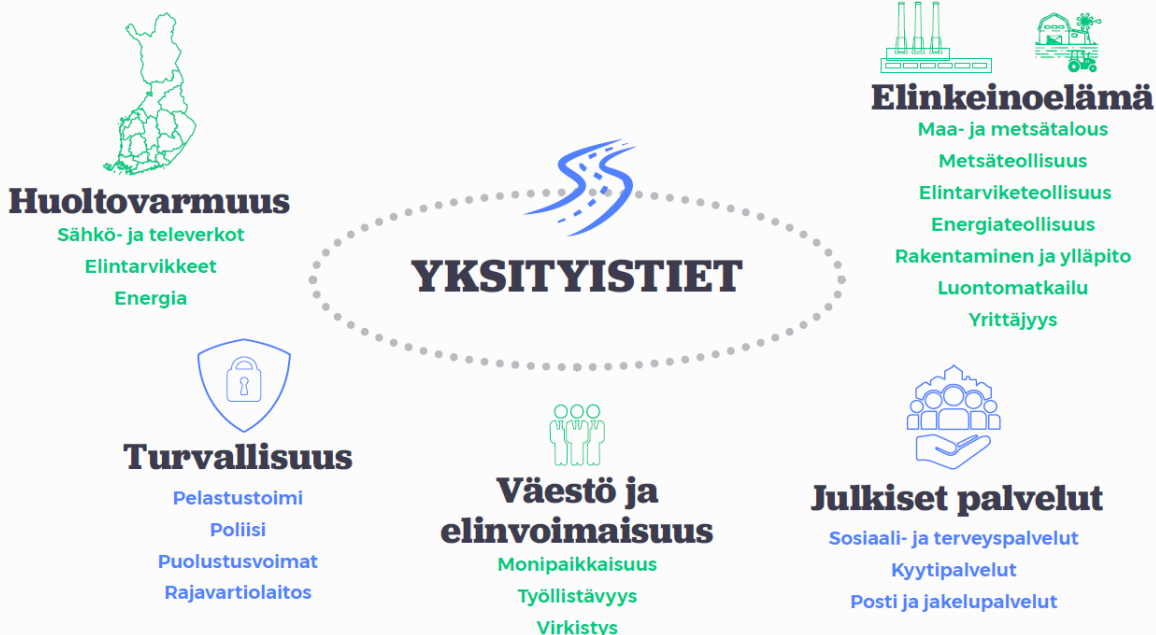 Huoltovarmuus
Sähkö- ja televerkot
Elintarvikkeet
Energia
YKSITYISTIET
Elinkeinoelämä
Maa- ja metsätalous
Metsäteollisuus
Elintarviketeollisuus
Energiateollisuus
Rakentaminen ja ylläpito
Luontomatkailu
Yrittäjyys
Turvallisuus
Pelastustoimi
Poliisi
Puolustusvoimat
Rajavartiolaitos
Väestö ja
elinvoimaisuus
Monipaikkaisuus
Työllistävyys
Virkistys
Julkiset palvelut
Sosiaali- ja terveyspalvelut
Kyytipalvelut
Posti ja jakelupalvelut